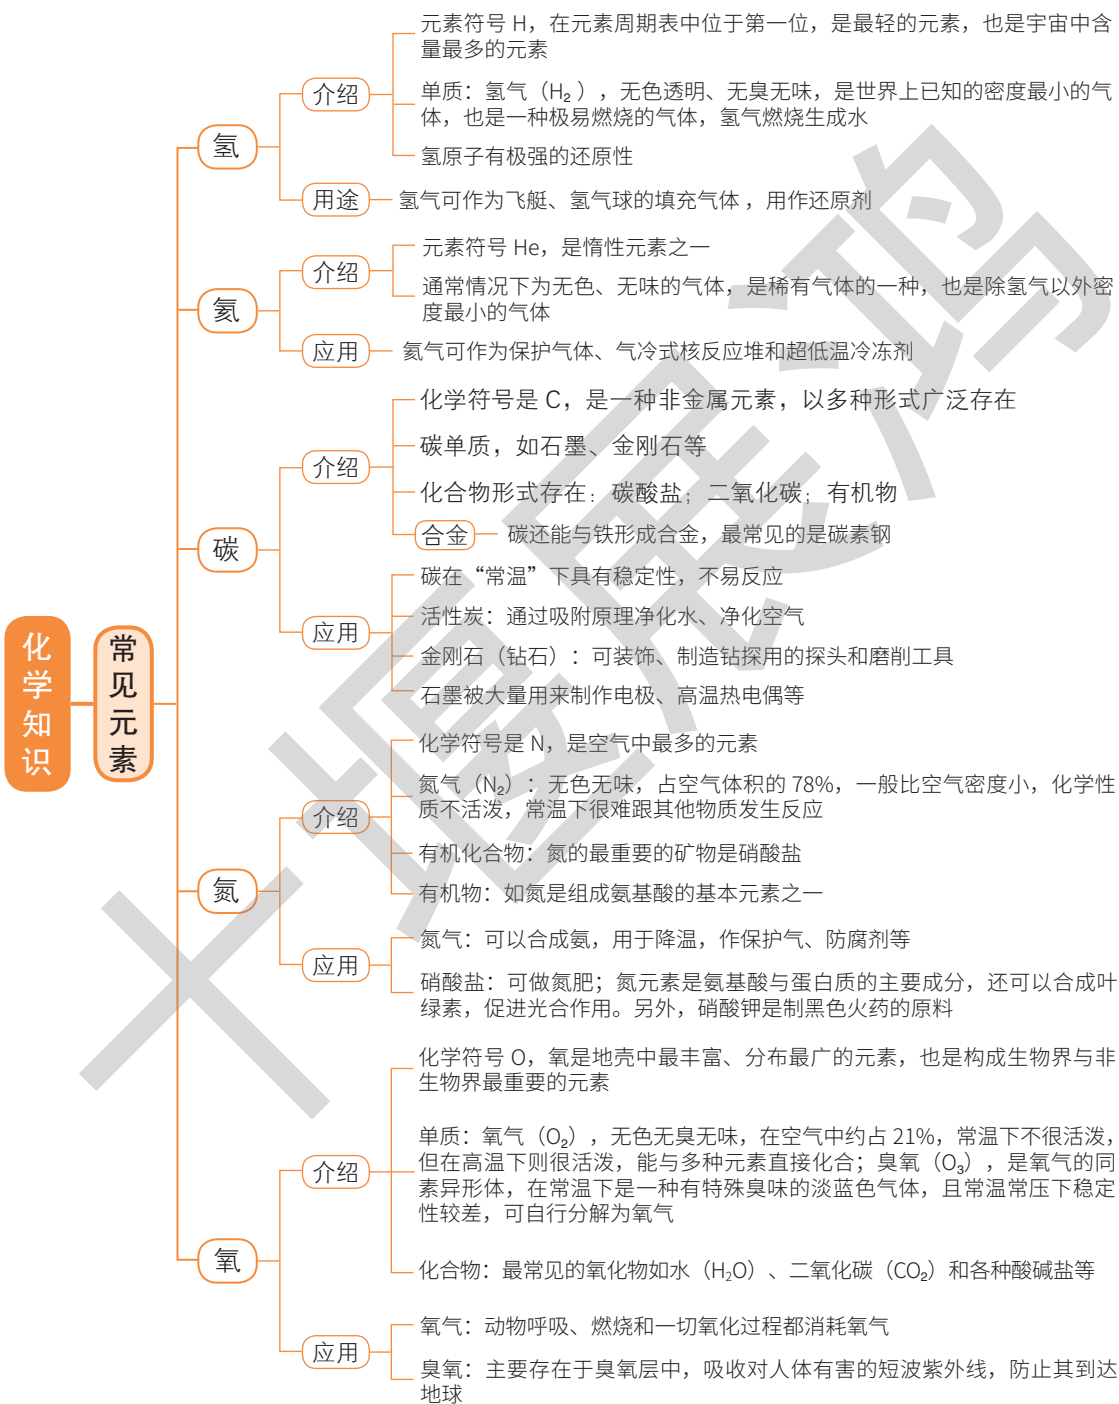 化学知识
常见元素
氢
介绍
元素符号 H，在元素周期表中位于第一位，是最轻的元素，也是宇宙中含
量最多的元素
单质：氢气（H₂），无色透明、无臭无味，是世界上已知的密度最小的气
体，也是一种极易燃烧的气体，氢气燃烧生成水
氢原子有极强的还原性
用途
氢气可作为飞艇、氢气球的填充气体，用作还原剂
氦
介绍
元素符号 He，是惰性元素之一
通常情况下为无色、无味的气体，是稀有气体的一种，也是除氢气以外密
度最小的气体
应用
氦气可作为保护气体、气冷式核反应堆和超低温冷冻剂
碳
介绍
化学符号是 C，是一种非金属元素，以多种形式广泛存在
碳单质，如石墨、金刚石等
化合物形式存在：碳酸盐；二氧化碳；有机物
合金
碳还能与铁形成合金，最常见的是碳素钢
应用
碳在“常温”下具有稳定性，不易反应
活性炭：通过吸附原理净化水、净化空气
金刚石（钻石）：可装饰、制造钻探用的探头和磨削工具
石墨被大量用来制作电极、高温热电偶等
氮
介绍
化学符号是 N，是空气中最多的元素
氮气（N₂）：无色无味，占空气体积的 78%，一般比空气密度小，化学性
质不活泼，常温下很难跟其他物质发生反应
有机化合物：氮的最重要的矿物是硝酸盐
有机物：如氮是组成氨基酸的基本元素之一
应用
氮气：可以合成氨，用于降温，作保护气、防腐剂等
硝酸盐：可做氮肥；氮元素是氨基酸与蛋白质的主要成分，还可以合成叶
绿素，促进光合作用。另外，硝酸钾是制黑色火药的原料
氧
介绍
化学符号 O，氧是地壳中最丰富、分布最广的元素，也是构成生物界与非
生物界最重要的元素
单质：氧气（O₂），无色无臭无味，在空气中约占 21%，常温下不很活泼，
但在高温下则很活泼，能与多种元素直接化合；臭氧（O₃），是氧气的同
素异形体，在常温下是一种有特殊臭味的淡蓝色气体，且常温常压下稳定
性较差，可自行分解为氧气
化合物：最常见的氧化物如水（H₂O）、二氧化碳（CO₂）和各种酸碱盐等
应用
氧气：动物呼吸、燃烧和一切氧化过程都消耗氧气
臭氧：主要存在于臭氧层中，吸收对人体有害的短波紫外线，防止其到达
地球
十堰展鸿